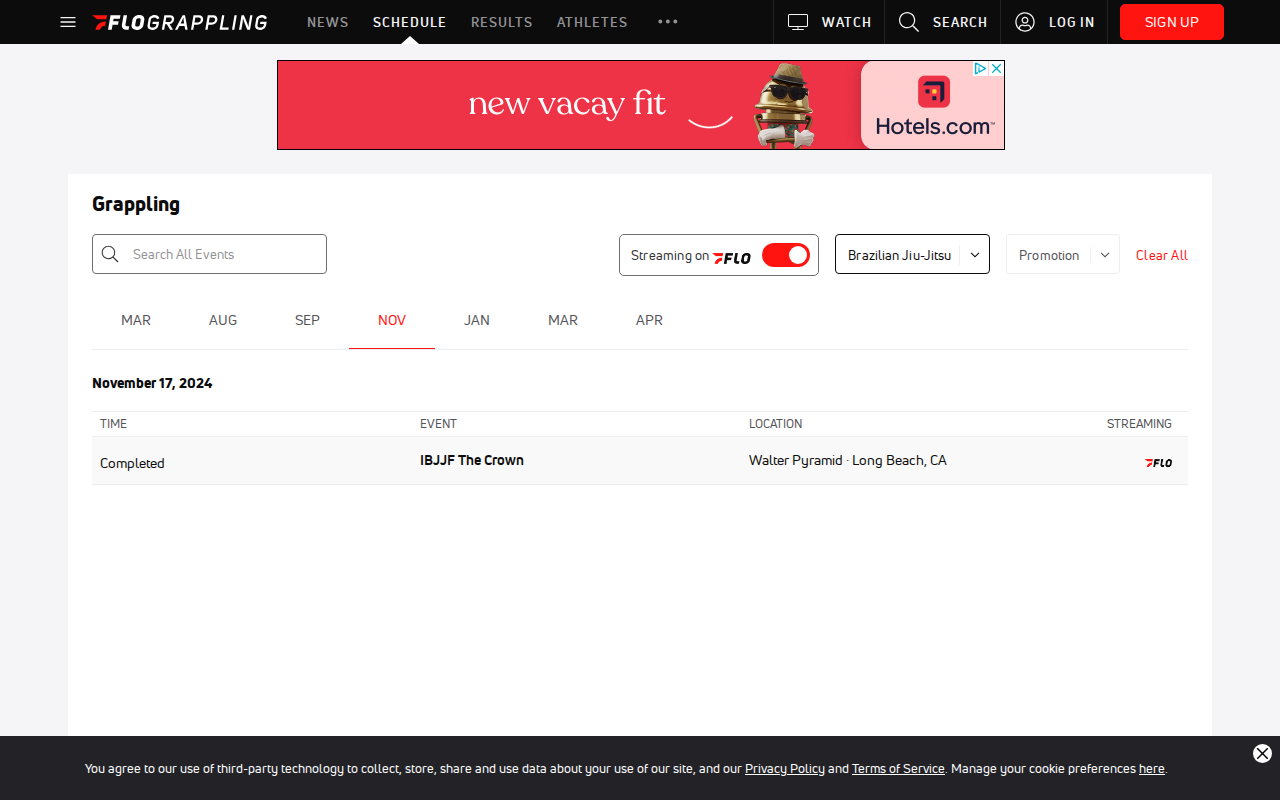 FLOGRAPPLING NEWS SCHEDULE RESULTS ATHLETES WATCH SEARCH LOG IN SIGN UP
new vacay fit
Hotels.com™
Grappling
Search All Events Streaming on FLO Brazilian Jiu-Jitsu Promotion Clear All
MAR AUG SEP NOV JAN MAR APR
November 17, 2024
TIME EVENT LOCATION STREAMING
Completed IBJJF The Crown Walter Pyramid · Long Beach, CA FLO
You agree to our use of third-party technology to collect, store, share and use data about your use of our site, and our Privacy Policy and Terms of Service. Manage your cookie preferences here.